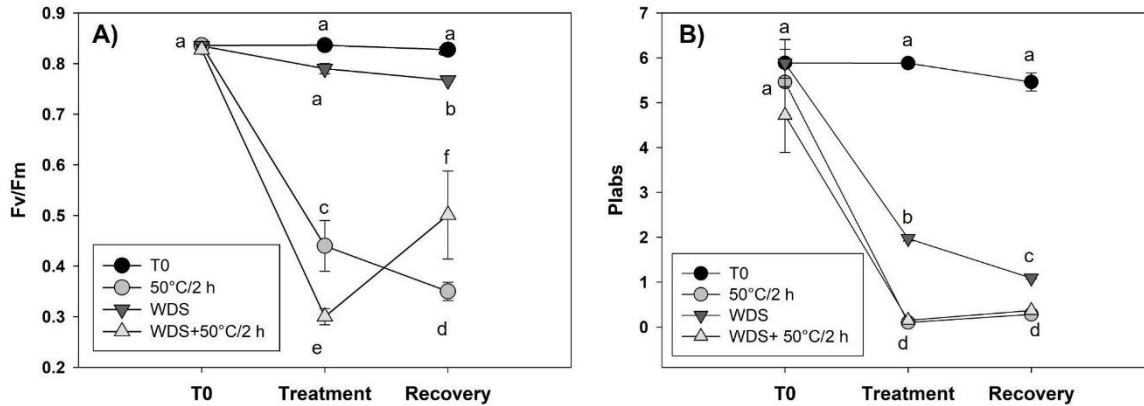 A)
Fv/Fm
0.9
0.8
0.7
0.6
0.5
0.4
0.3
0.2
a
a
a
a
b
f
c
d
e
T0
50°C/2 h
WDS
WDS+50°C/2 h
T0 Treatment Recovery
B)
PIabs
7
6
5
4
3
2
1
0
a
a
a
a
b
c
d
d
T0
50°C/2 h
WDS
WDS+ 50°C/2 h
T0 Treatment Recovery